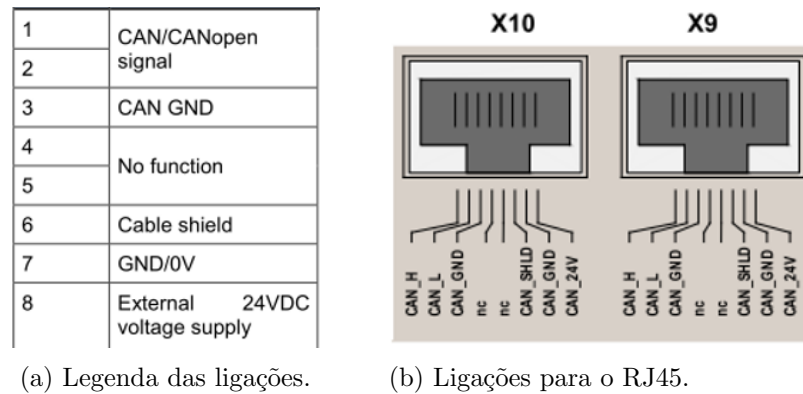 1
CAN/CANopen
signal
2
3 CAN GND
4
No function
5
6 Cable shield
7 GND/0V
8 External 24VDC
voltage supply
(a) Legenda das ligações.
X10 X9
CAN_H
CAN_L
CAN_GND
nc
nc
CAN_SHLD
CAN_GND
CAN_24V
CAN_H
CAN_L
CAN_GND
nc
nc
CAN_SHLD
CAN_GND
CAN_24V
(b) Ligações para o RJ45.